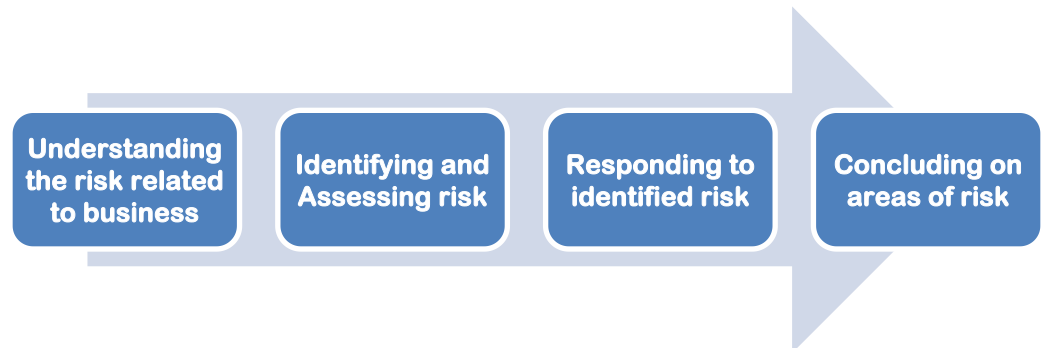 Understanding
the risk related
to business
Identifying and
Assessing risk
Responding to
identified risk
Concluding on
areas of risk